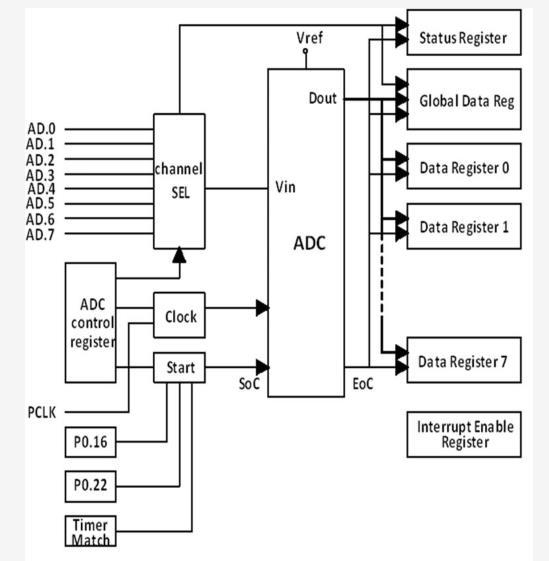 Status Register
Vref
Dout
Global Data Reg
AD.0
AD.1
AD.2
AD.3
AD.4
AD.5
AD.6
AD.7
channel
SEL
Vin
ADC
Data Register 0
Data Register 1
ADC
control
register
Clock
Start
SoC
EoC
Data Register 7
PCLK
P0.16
P0.22
Timer
Match
Interrupt Enable
Register